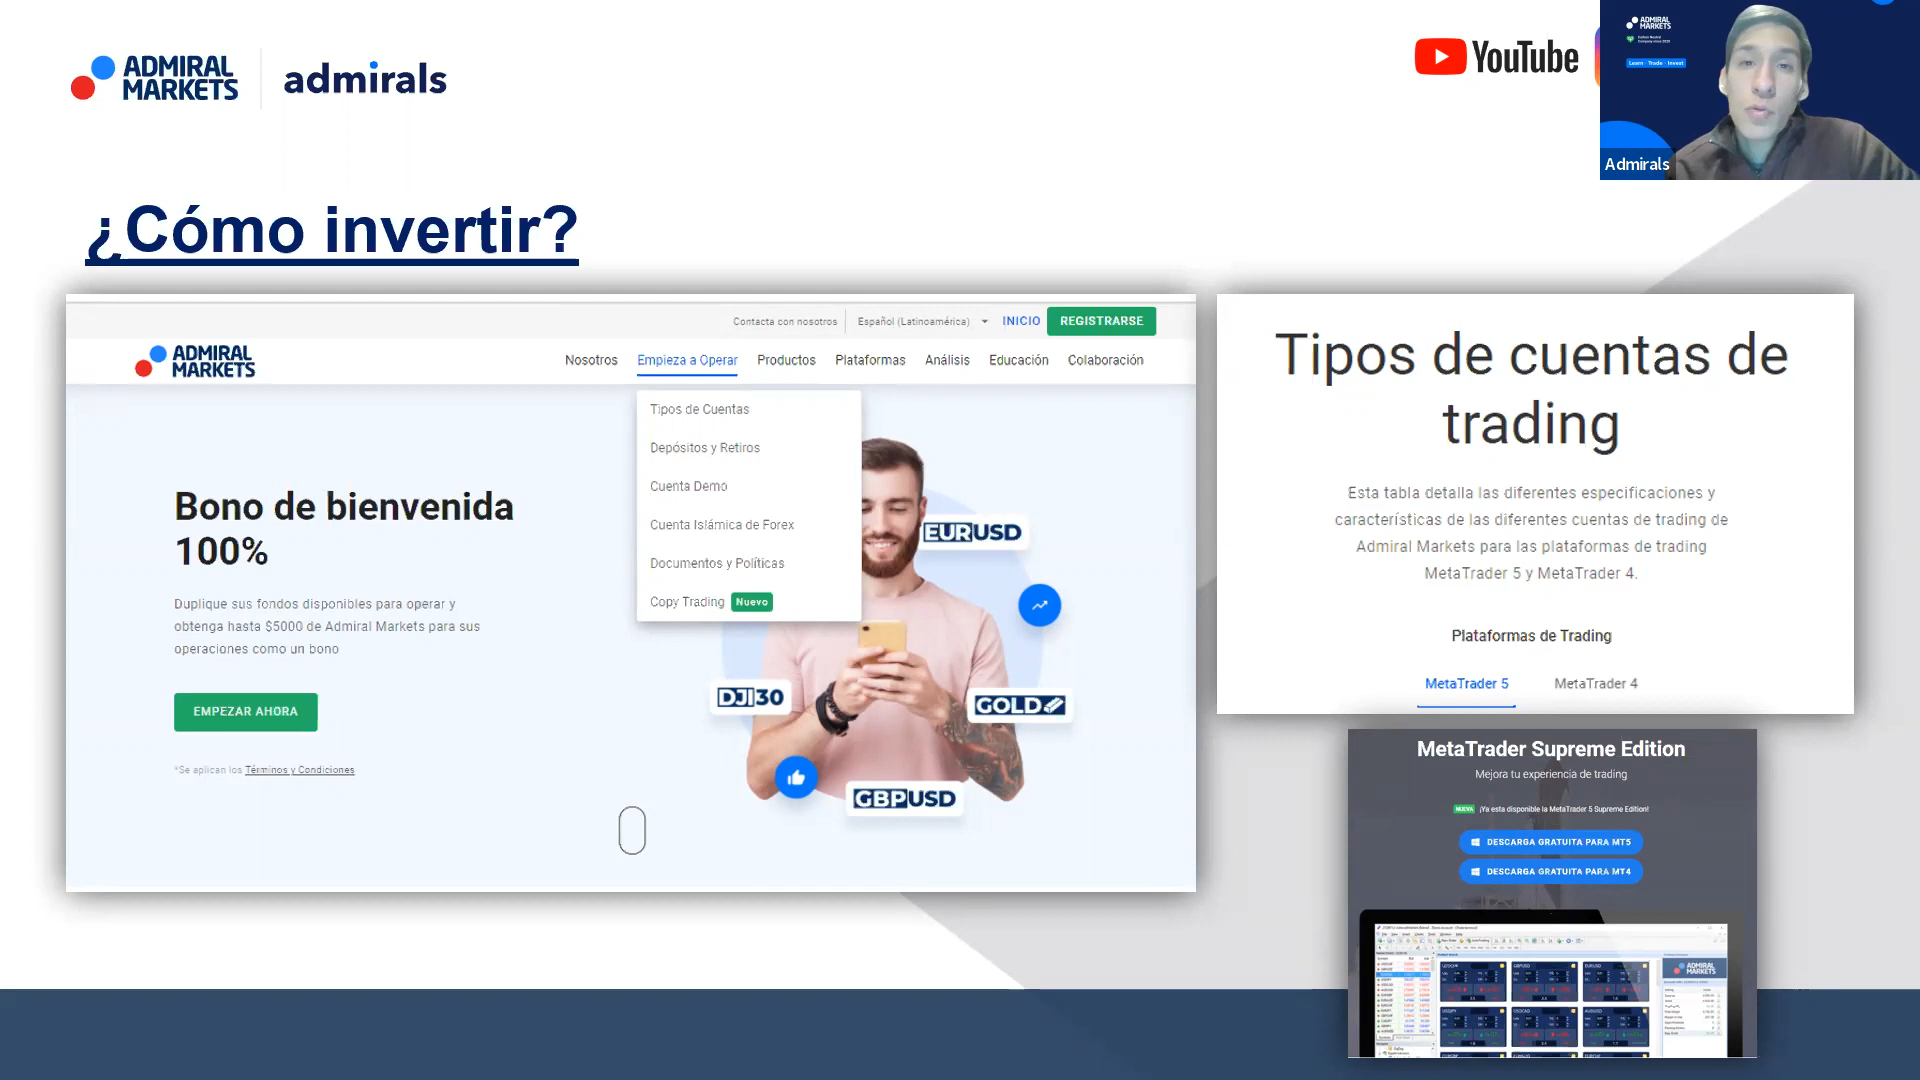 ADMIRAL
MARKETS
admirals
YouTube
ADMIRAL
MARKETS
Learn · Trade · Invest
Admirals
¿Cómo invertir?
Contacta con nosotros
Español (Latinoamérica)
INICIO
REGISTRARSE
ADMIRAL
MARKETS
Nosotros
Empieza a Operar
Productos
Plataformas
Análisis
Educación
Colaboración
Tipos de Cuentas
Depósitos y Retiros
Cuenta Demo
Cuenta Islámica de Forex
Documentos y Políticas
Copy Trading Nuevo
Bono de bienvenida
100%
Duplique sus fondos disponibles para operar y
obtenga hasta $5000 de Admiral Markets para sus
operaciones como un bono
EMPEZAR AHORA
*Se aplican los Términos y Condiciones
EURUSD
DJI30
GOLD
GBPUSD
Tipos de cuentas de
trading
Esta tabla detalla las diferentes especificaciones y
características de las diferentes cuentas de trading de
Admiral Markets para las plataformas de trading
MetaTrader 5 y MetaTrader 4.
Plataformas de Trading
MetaTrader 5
MetaTrader 4
MetaTrader Supreme Edition
Mejora tu experiencia de trading
NUEVA ¡Ya esta disponible la MetaTrader 5 Supreme Edition!
DESCARGA GRATUITA PARA MT5
DESCARGA GRATUITA PARA MT4
ADMIRAL
MARKETS